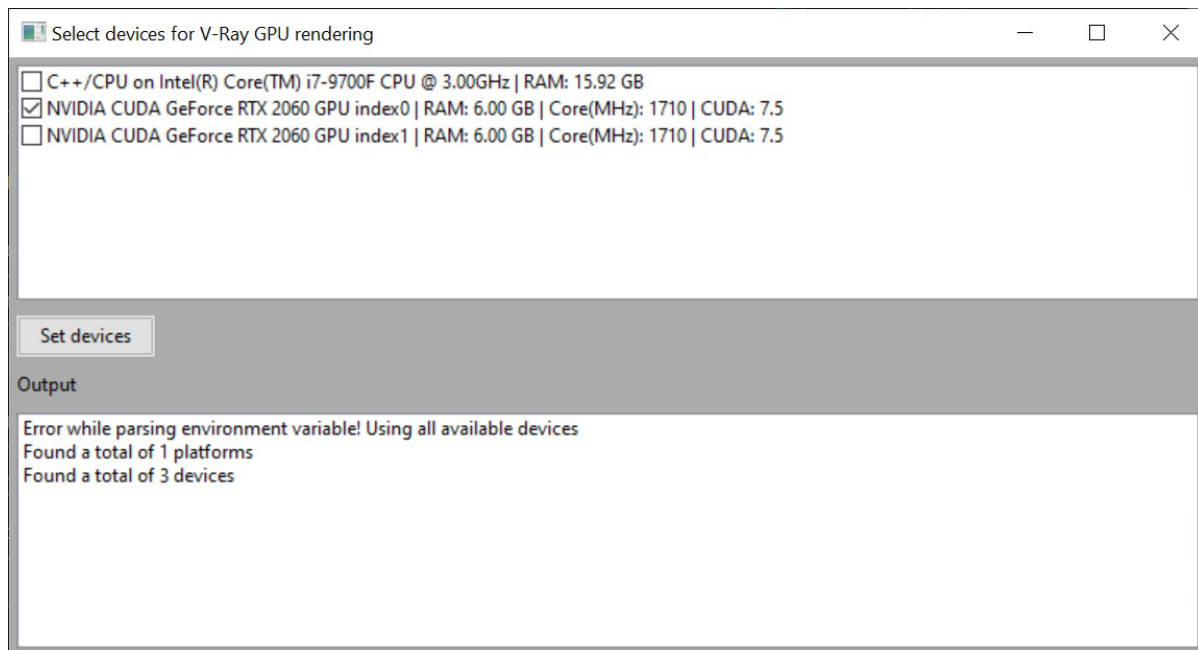 Select devices for V-Ray GPU rendering
C++/CPU on Intel(R) Core(TM) i7-9700F CPU @ 3.00GHz | RAM: 15.92 GB
NVIDIA CUDA GeForce RTX 2060 GPU index0 | RAM: 6.00 GB | Core(MHz): 1710 | CUDA: 7.5
NVIDIA CUDA GeForce RTX 2060 GPU index1 | RAM: 6.00 GB | Core(MHz): 1710 | CUDA: 7.5
Set devices
Output
Error while parsing environment variable! Using all available devices
Found a total of 1 platforms
Found a total of 3 devices